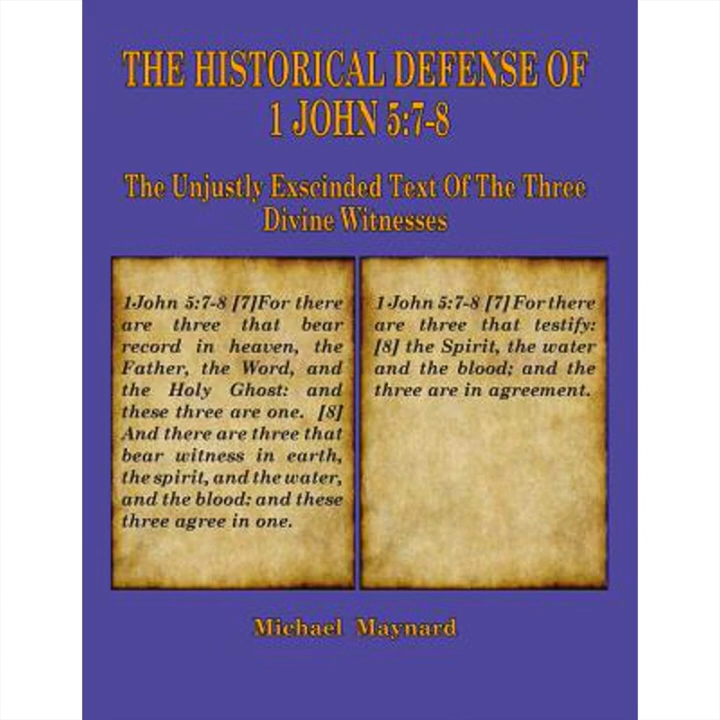 THE HISTORICAL DEFENSE OF
1 JOHN 5:7-8
The Unjustly Exscinded Text Of The Three
Divine Witnesses
1John 5:7-8 [7]For there
are three that bear
record in heaven, the
Father, the Word, and
the Holy Ghost: and
these three are one. [8]
And there are three that
bear witness in earth,
the spirit, and the water,
and the blood: and these
three agree in one.
1John 5:7-8 [7] For there
are three that testify:
[8] the Spirit, the water
and the blood; and the
three are in agreement.
Michael Maynard